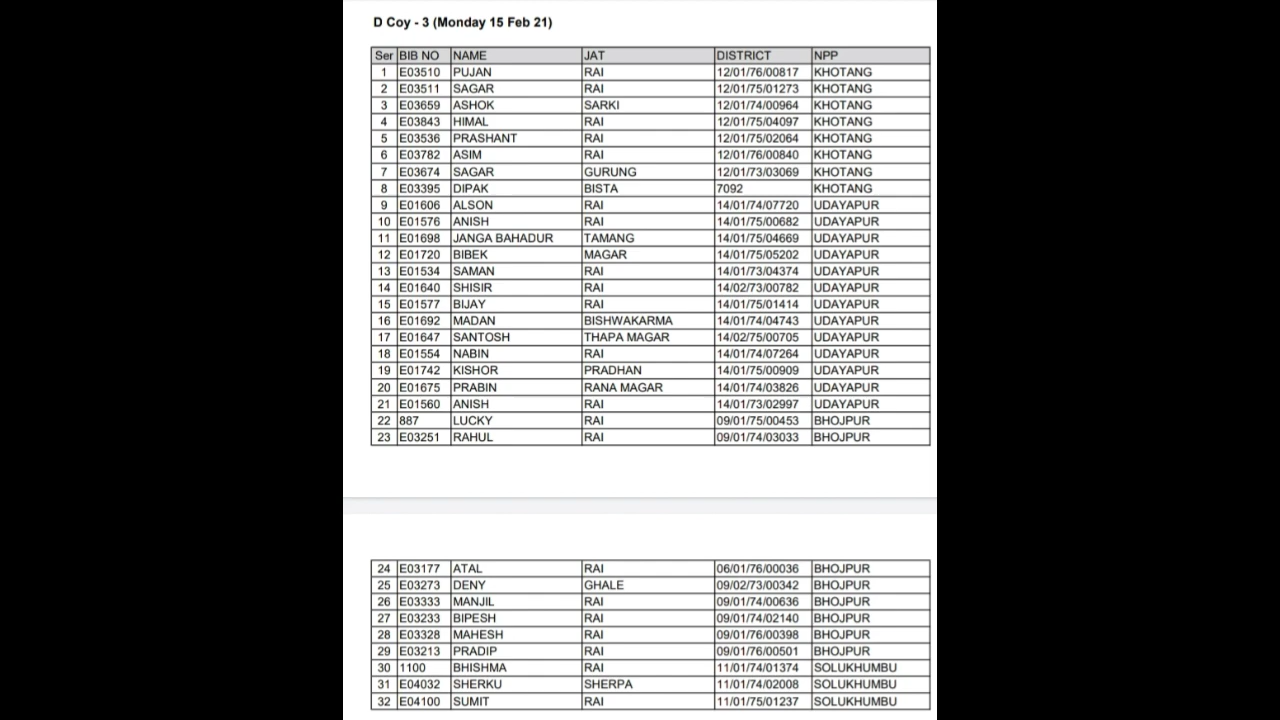 D Coy - 3 (Monday 15 Feb 21)
Ser BIB NO NAME JAT DISTRICT NPP
1 E03510 PUJAN RAI 12/01/76/00817 KHOTANG
2 E03511 SAGAR RAI 12/01/75/01273 KHOTANG
3 E03659 ASHOK SARKI 12/01/74/00964 KHOTANG
4 E03843 HIMAL RAI 12/01/75/04097 KHOTANG
5 E03536 PRASHANT RAI 12/01/75/02064 KHOTANG
6 E03782 ASIM RAI 12/01/76/00840 KHOTANG
7 E03674 SAGAR GURUNG 12/01/73/03069 KHOTANG
8 E03395 DIPAK BISTA 7092 KHOTANG
9 E01606 ALSON RAI 14/01/74/07720 UDAYAPUR
10 E01576 ANISH RAI 14/01/75/00682 UDAYAPUR
11 E01698 JANGA BAHADUR TAMANG 14/01/75/04669 UDAYAPUR
12 E01720 BIBEK MAGAR 14/01/75/05202 UDAYAPUR
13 E01534 SAMAN RAI 14/01/73/04374 UDAYAPUR
14 E01640 SHISIR RAI 14/02/73/00782 UDAYAPUR
15 E01577 BIJAY RAI 14/01/75/01414 UDAYAPUR
16 E01692 MADAN BISHWAKARMA 14/01/74/04743 UDAYAPUR
17 E01647 SANTOSH THAPA MAGAR 14/02/75/00705 UDAYAPUR
18 E01554 NABIN RAI 14/01/74/07264 UDAYAPUR
19 E01742 KISHOR PRADHAN 14/01/75/00909 UDAYAPUR
20 E01675 PRABIN RANA MAGAR 14/01/74/03826 UDAYAPUR
21 E01560 ANISH RAI 14/01/73/02997 UDAYAPUR
22 887 LUCKY RAI 09/01/75/00453 BHOJPUR
23 E03251 RAHUL RAI 09/01/74/03033 BHOJPUR
24 E03177 ATAL RAI 06/01/76/00036 BHOJPUR
25 E03273 DENY GHALE 09/02/73/00342 BHOJPUR
26 E03333 MANJIL RAI 09/01/74/00636 BHOJPUR
27 E03233 BIPESH RAI 09/01/74/02140 BHOJPUR
28 E03328 MAHESH RAI 09/01/76/00398 BHOJPUR
29 E03213 PRADIP RAI 09/01/76/00501 BHOJPUR
30 1100 BHISHMA RAI 11/01/74/01374 SOLUKHUMBU
31 E04032 SHERKU SHERPA 11/01/74/02008 SOLUKHUMBU
32 E04100 SUMIT RAI 11/01/75/01237 SOLUKHUMBU